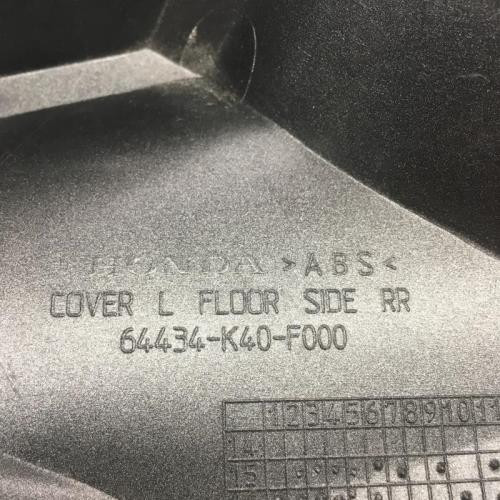 HONDA >ABS<
COVER L FLOOR SIDE RR
64434-K40-F000
1 2 3 4 5 6 7 8 9 10 11
14
15